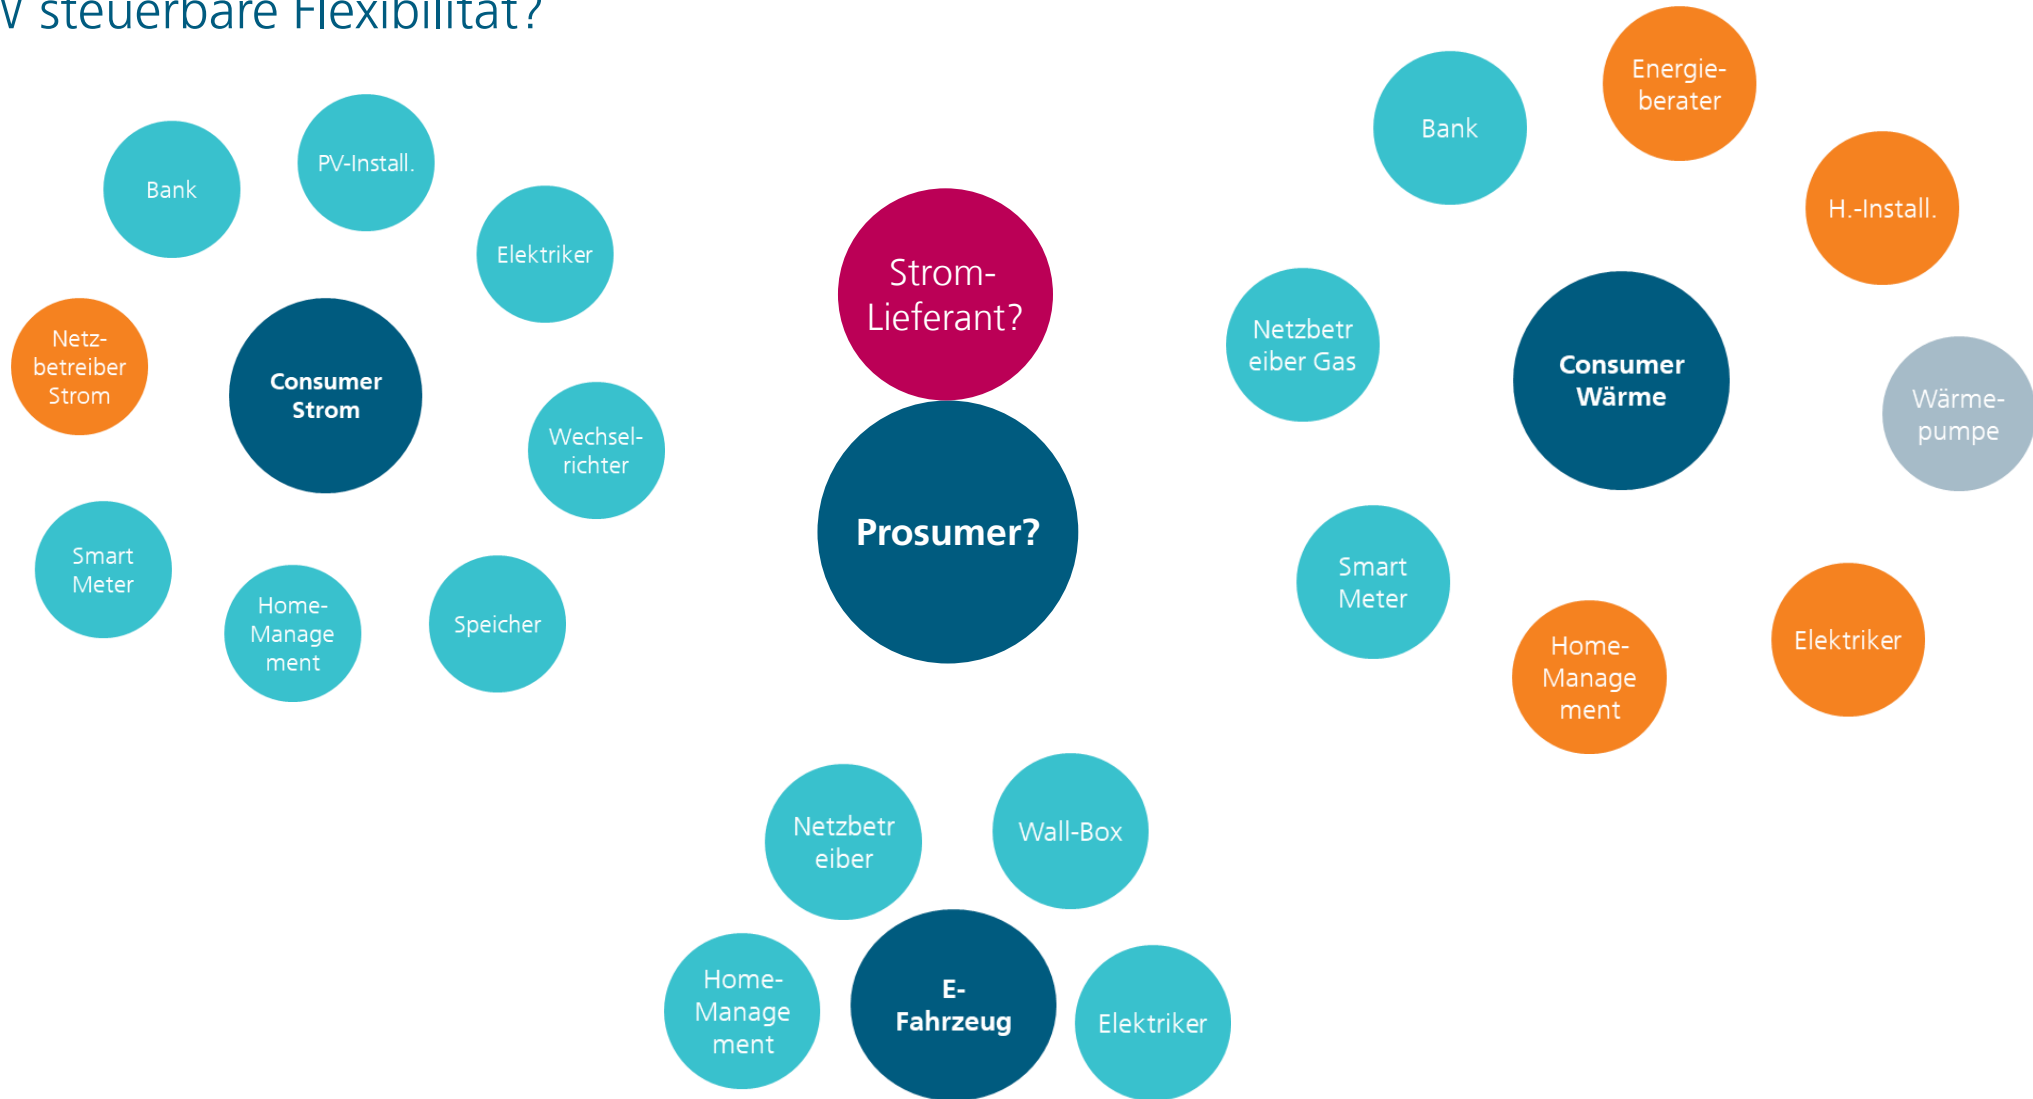 V steuerbare Flexibilität?
Bank
PV-Install.
Elektriker
Netz-
betreiber
Strom
Consumer
Strom
Wechsel-
richter
Smart
Meter
Home-
Manage
ment
Speicher
Strom-
Lieferant?
Prosumer?
Bank
Energie-
berater
H.-Install.
Netzbetr
eiber Gas
Consumer
Wärme
Wärme-
pumpe
Smart
Meter
Home-
Manage
ment
Elektriker
Netzbetr
eiber
Wall-Box
Home-
Manage
ment
E-
Fahrzeug
Elektriker